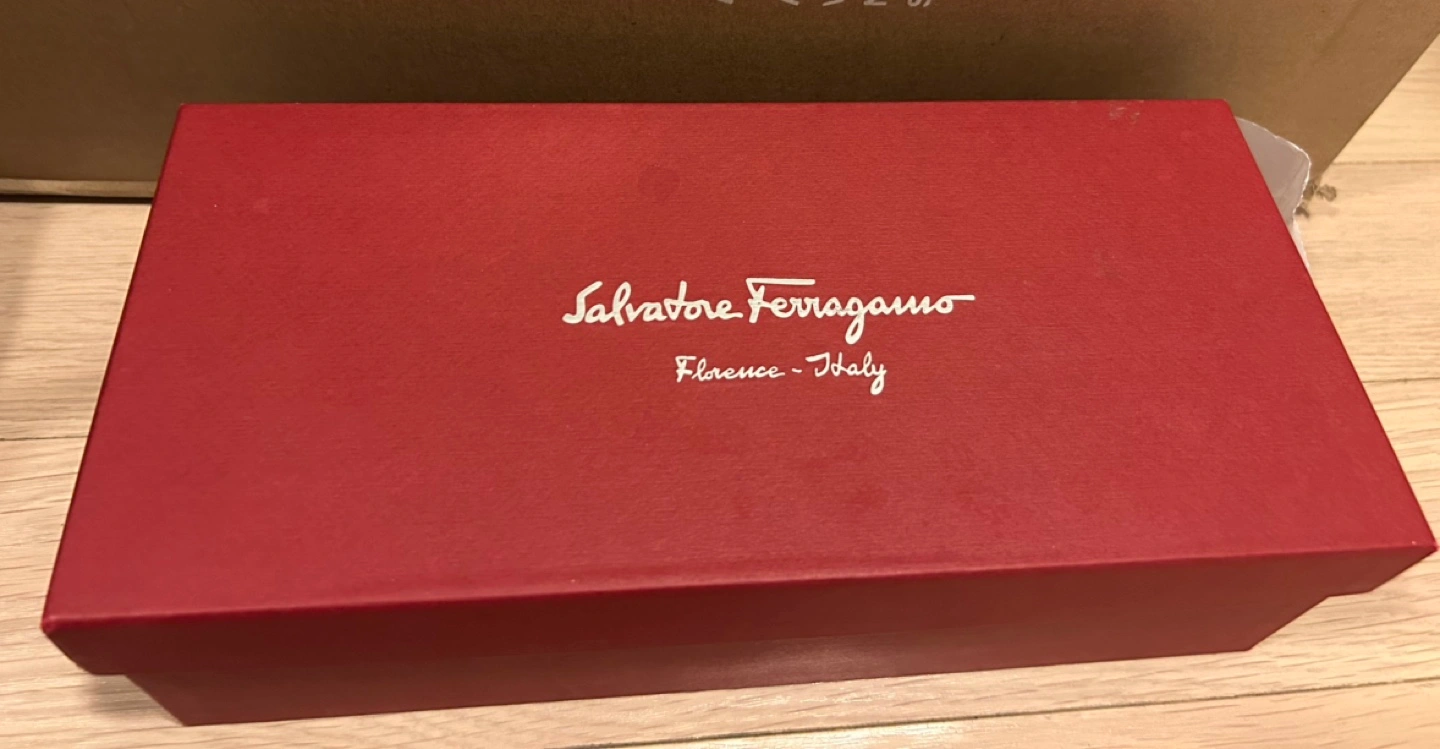 Salvatore Ferragamo
Florence - Italy